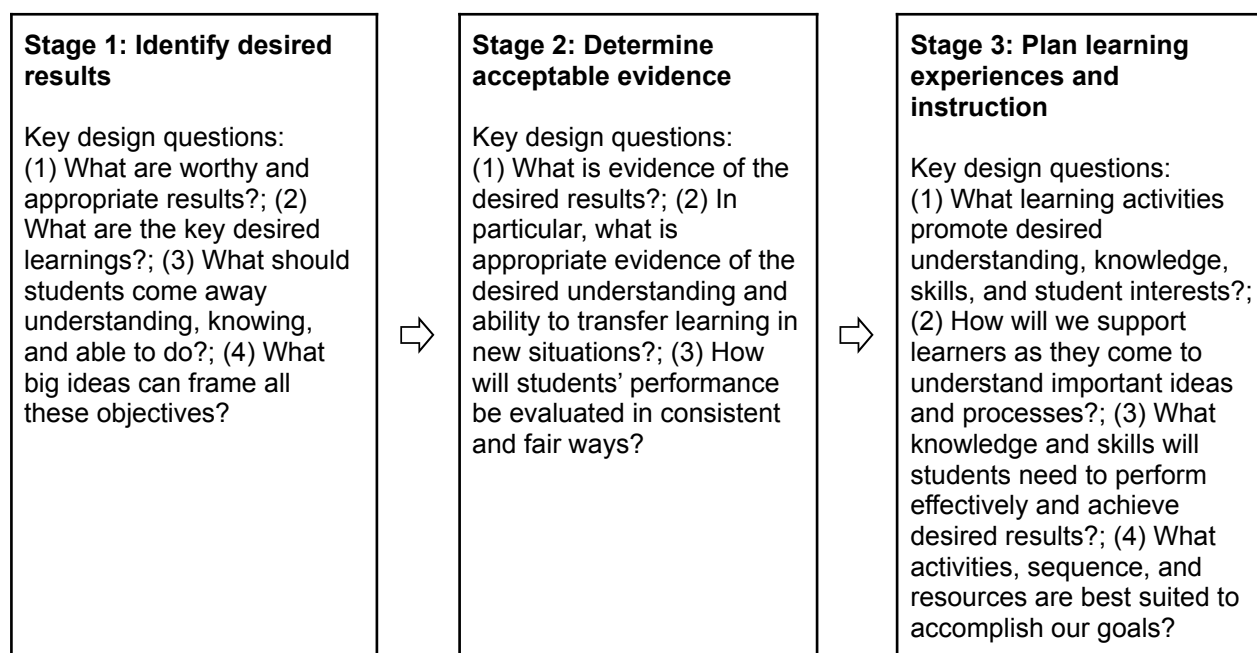 Stage 1: Identify desired
results
Key design questions:
(1) What are worthy and
appropriate results?; (2)
What are the key desired
learnings?; (3) What should
students come away
understanding, knowing,
and able to do?; (4) What
big ideas can frame all
these objectives?
Stage 2: Determine
acceptable evidence
Key design questions:
(1) What is evidence of the
desired results?; (2) In
particular, what is
appropriate evidence of the
desired understanding and
ability to transfer learning in
new situations?; (3) How
will students’ performance
be evaluated in consistent
and fair ways?
Stage 3: Plan learning
experiences and
instruction
Key design questions:
(1) What learning activities
promote desired
understanding, knowledge,
skills, and student interests?;
(2) How will we support
learners as they come to
understand important ideas
and processes?; (3) What
knowledge and skills will
students need to perform
effectively and achieve
desired results?; (4) What
activities, sequence, and
resources are best suited to
accomplish our goals?